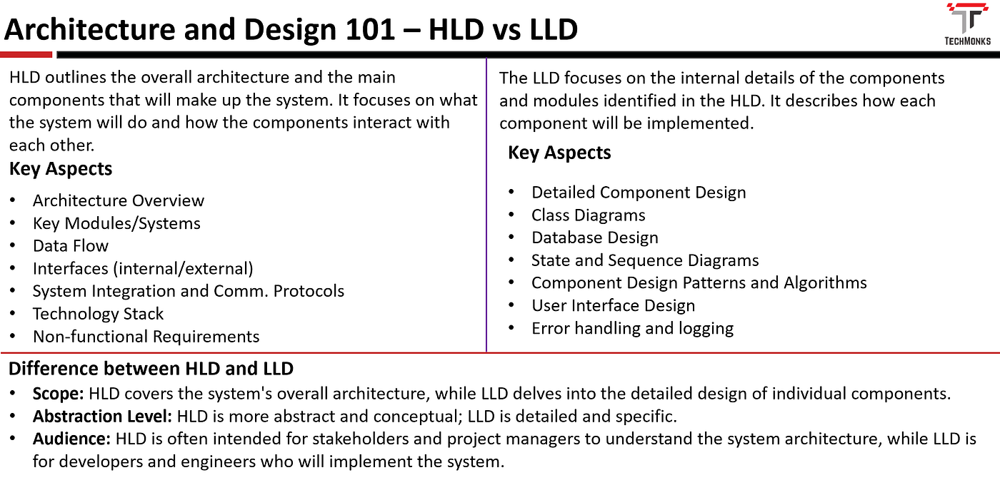 Architecture and Design 101 – HLD vs LLD
TECHMONKS
HLD outlines the overall architecture and the main
components that will make up the system. It focuses on what
the system will do and how the components interact with
each other.
Key Aspects
• Architecture Overview
• Key Modules/Systems
• Data Flow
• Interfaces (internal/external)
• System Integration and Comm. Protocols
• Technology Stack
• Non-functional Requirements
The LLD focuses on the internal details of the components
and modules identified in the HLD. It describes how each
component will be implemented.
Key Aspects
• Detailed Component Design
• Class Diagrams
• Database Design
• State and Sequence Diagrams
• Component Design Patterns and Algorithms
• User Interface Design
• Error handling and logging
Difference between HLD and LLD
• Scope: HLD covers the system's overall architecture, while LLD delves into the detailed design of individual components.
• Abstraction Level: HLD is more abstract and conceptual; LLD is detailed and specific.
• Audience: HLD is often intended for stakeholders and project managers to understand the system architecture, while LLD is
for developers and engineers who will implement the system.